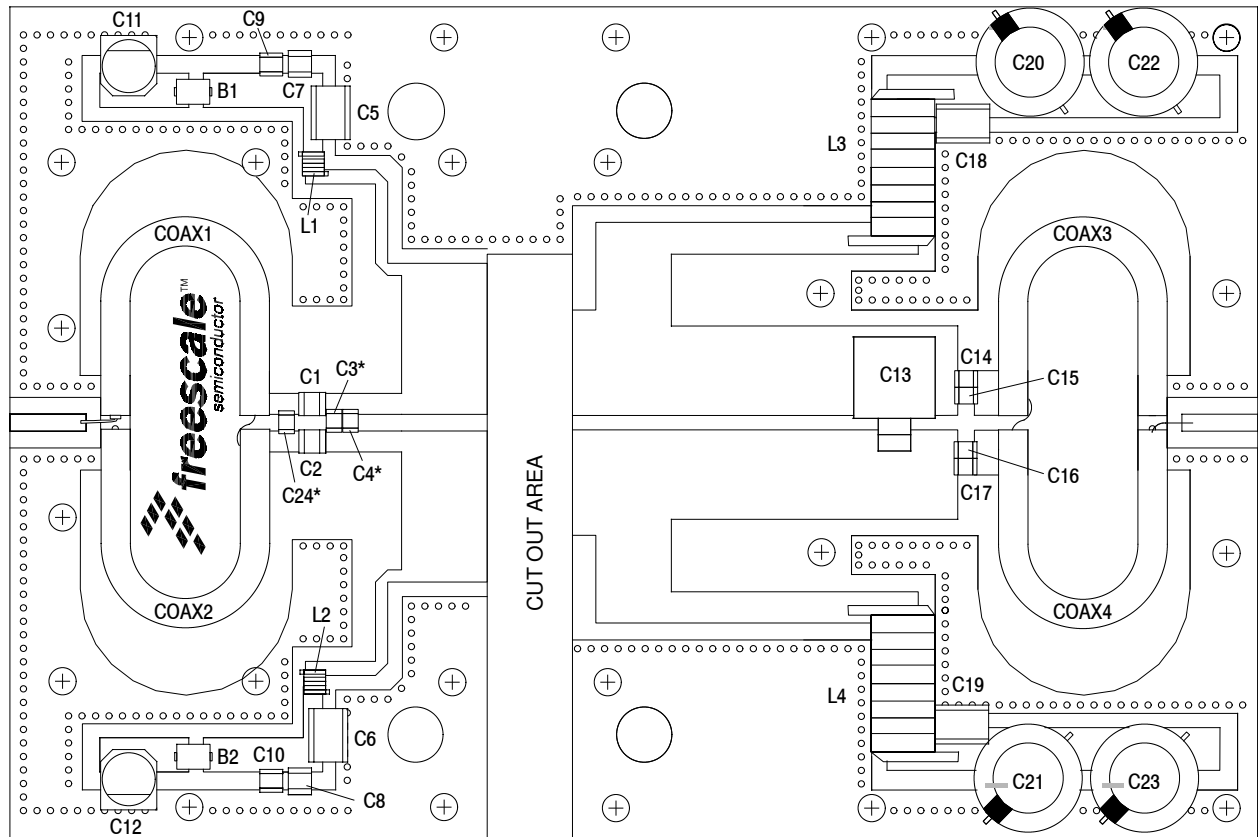 C11
C9
B1
C7
C5
L1
COAX1
freescale™
semiconductor
C1
C3*
C2
C4*
C24*
COAX2
L2
B2
C10
C6
C8
C12
CUT OUT AREA
C20
C22
L3
C18
COAX3
C13
C14
C15
C16
C17
COAX4
L4
C19
C21
C23